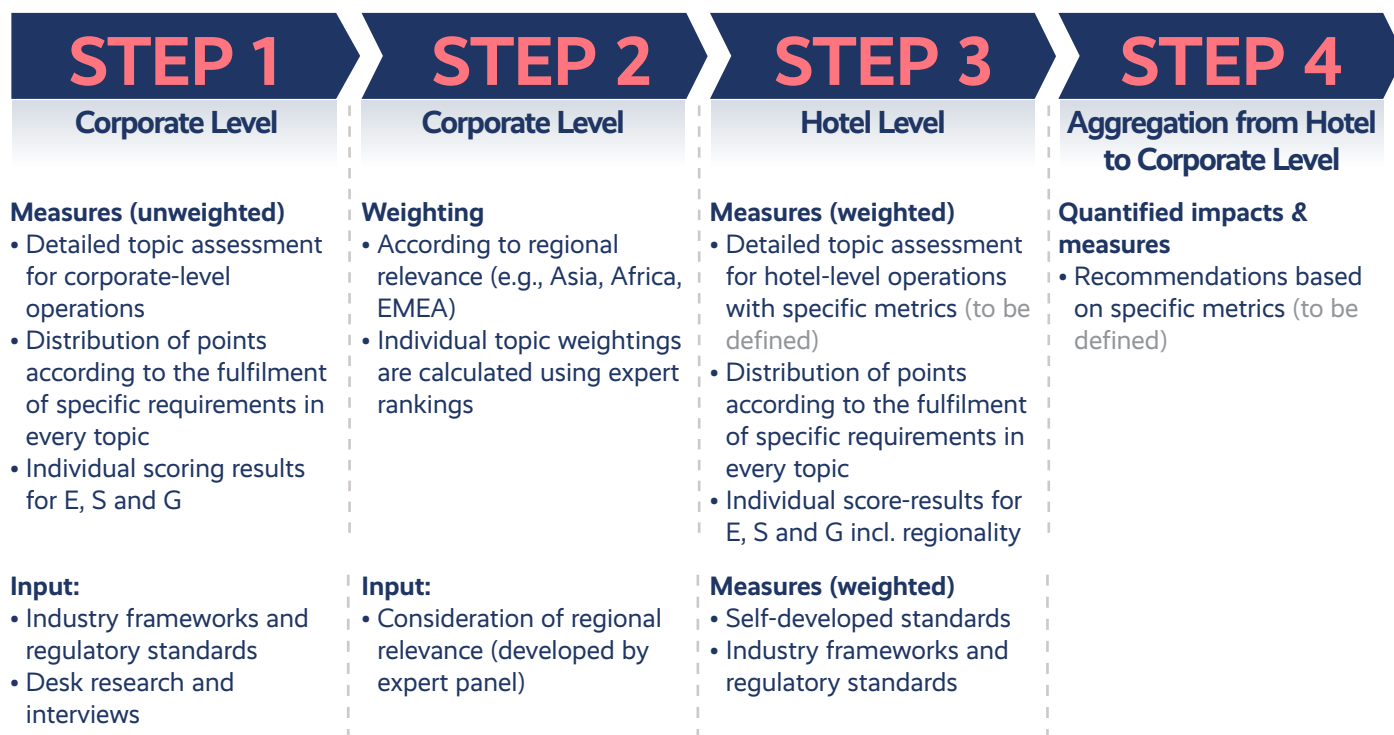 STEP 1
Corporate Level
Measures (unweighted)
• Detailed topic assessment
for corporate-level
operations
• Distribution of points
according to the fulfilment
of specific requirements in
every topic
• Individual scoring results
for E, S and G
Input:
• Industry frameworks and
regulatory standards
• Desk research and
interviews
STEP 2
Corporate Level
Weighting
• According to regional
relevance (e.g., Asia, Africa,
EMEA)
• Individual topic weightings
are calculated using expert
rankings
Input:
• Consideration of regional
relevance (developed by
expert panel)
STEP 3
Hotel Level
Measures (weighted)
• Detailed topic assessment
for hotel-level operations
with specific metrics (to be
defined)
• Distribution of points
according to the fulfilment
of specific requirements in
every topic
• Individual score-results for
E, S and G incl. regionality
Measures (weighted)
• Self-developed standards
• Industry frameworks and
regulatory standards
STEP 4
Aggregation from Hotel
to Corporate Level
Quantified impacts &
measures
• Recommendations based
on specific metrics (to be
defined)